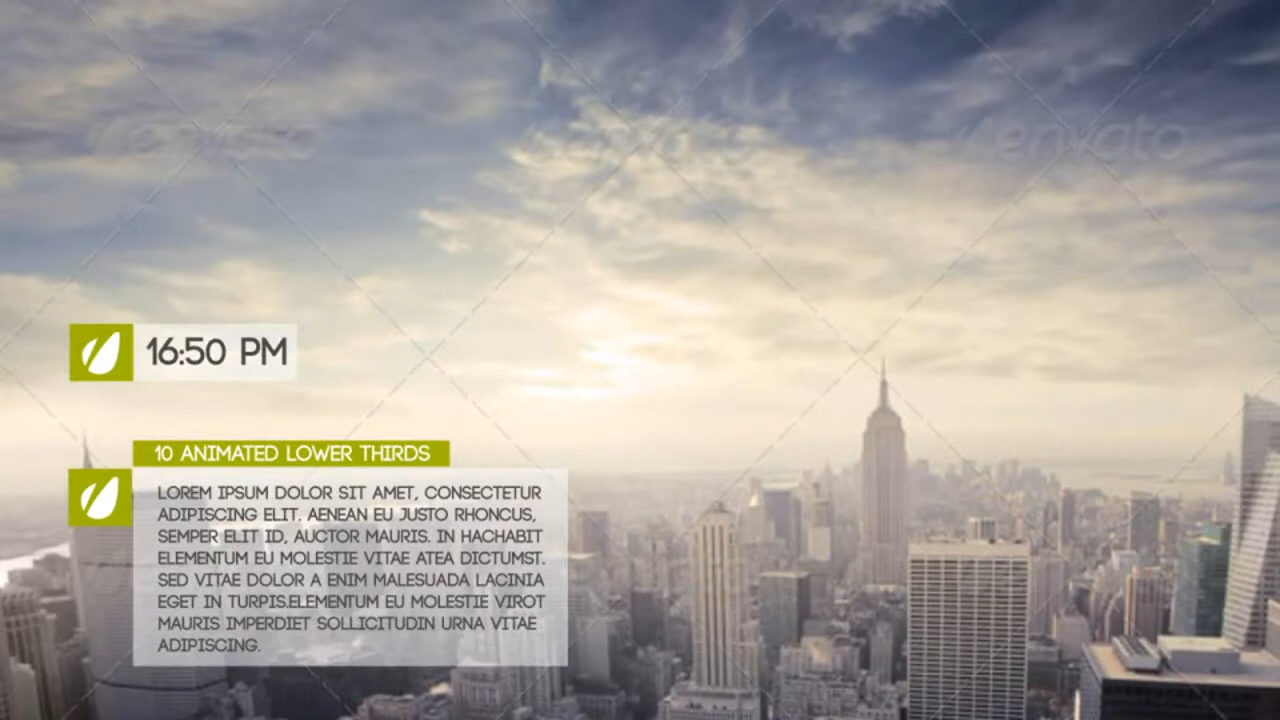 envato
envato
16:50 PM
10 ANIMATED LOWER THIRDS
LOREM IPSUM DOLOR SIT AMET, CONSECTETUR
ADIPISCING ELIT. AENEAN EU JUSTO RHONCUS,
SEMPER ELIT ID, AUCTOR MAURIS. IN HACHABIT
ELEMENTUM EU MOLESTIE VITAE ATEA DICTUMST.
SED VITAE DOLOR A ENIM MALESUADA LACINIA
EGET IN TURPIS.ELEMENTUM EU MOLESTIE VIROT
MAURIS IMPERDIET SOLLICITUDIN URNA VITAE
ADIPISCING.